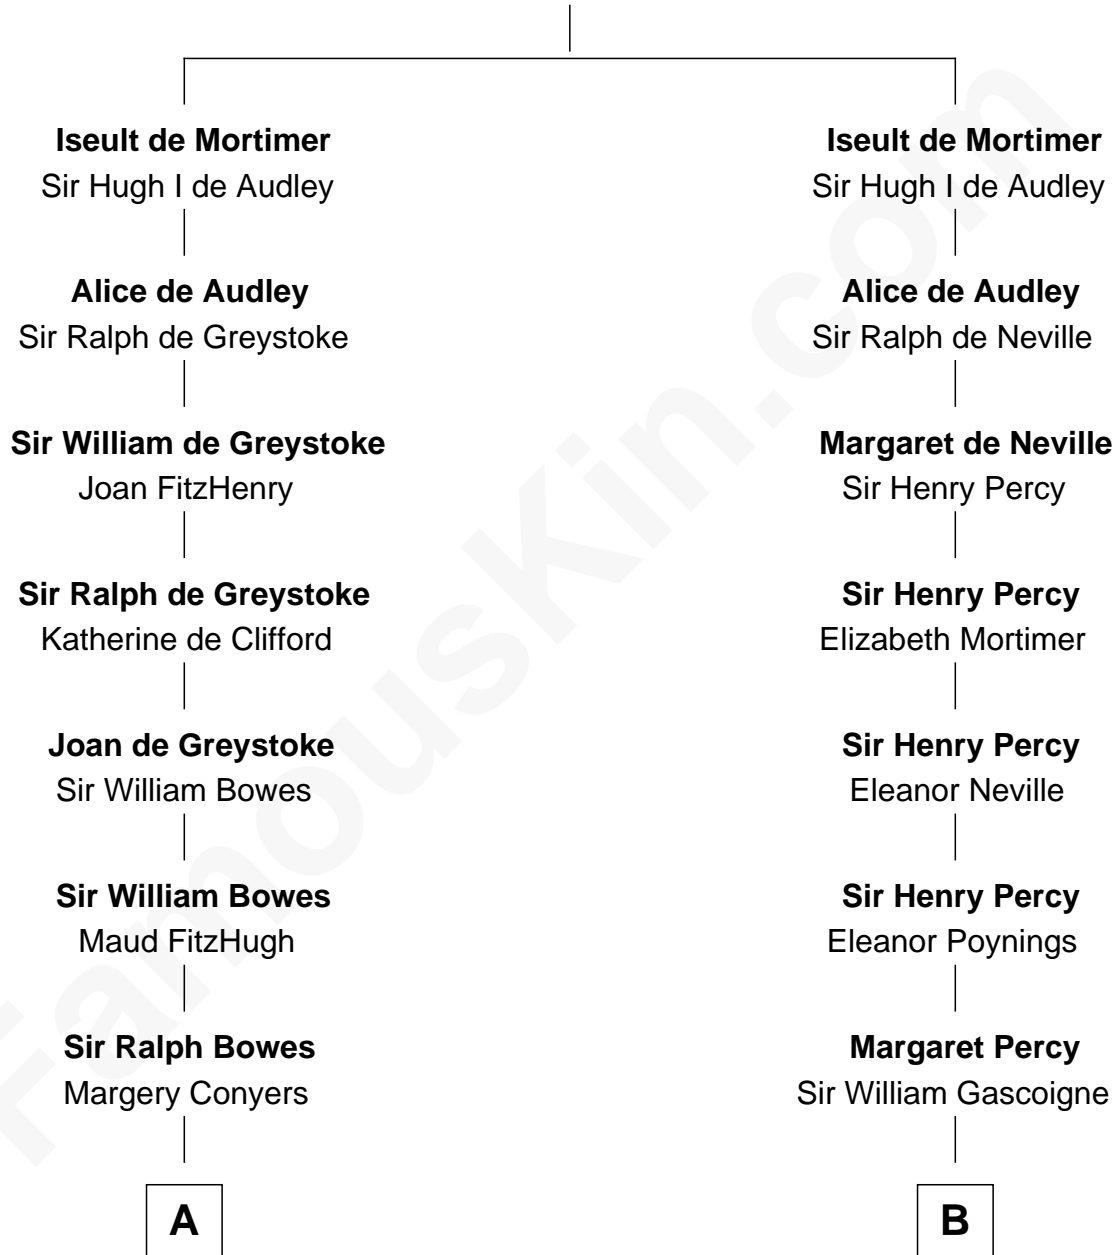 Iseult de Mortimer
Sir Hugh I de Audley
Alice de Audley
Sir Ralph de Greystoke
Sir William de Greystoke
Joan FitzHenry
Sir Ralph de Greystoke
Katherine de Clifford
Joan de Greystoke
Sir William Bowes
Sir William Bowes
Maud FitzHugh
Sir Ralph Bowes
Margery Conyers
A
Iseult de Mortimer
Sir Hugh I de Audley
Alice de Audley
Sir Ralph de Neville
Margaret de Neville
Sir Henry Percy
Sir Henry Percy
Elizabeth Mortimer
Sir Henry Percy
Eleanor Neville
Sir Henry Percy
Eleanor Poynings
Margaret Percy
Sir William Gascoigne
B
FamousKin.com